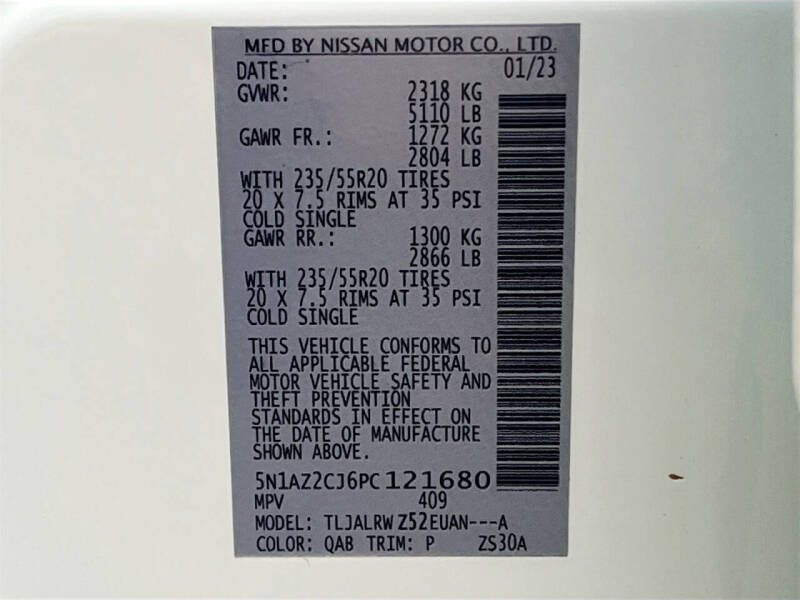 MFD BY NISSAN MOTOR CO., LTD.
DATE: 01/23
GVWR: 2318 KG
5110 LB
GAWR FR.: 1272 KG
2804 LB
WITH 235/55R20 TIRES
20 X 7.5 RIMS AT 35 PSI
COLD SINGLE
GAWR RR.: 1300 KG
2866 LB
WITH 235/55R20 TIRES
20 X 7.5 RIMS AT 35 PSI
COLD SINGLE
THIS VEHICLE CONFORMS TO
ALL APPLICABLE FEDERAL
MOTOR VEHICLE SAFETY AND
THEFT PREVENTION
STANDARDS IN EFFECT ON
THE DATE OF MANUFACTURE
SHOWN ABOVE.
5N1AZ2CJ6PC121680
MPV 409
MODEL: TLJALRW Z52EUAN---A
COLOR: QAB TRIM: P ZS30A